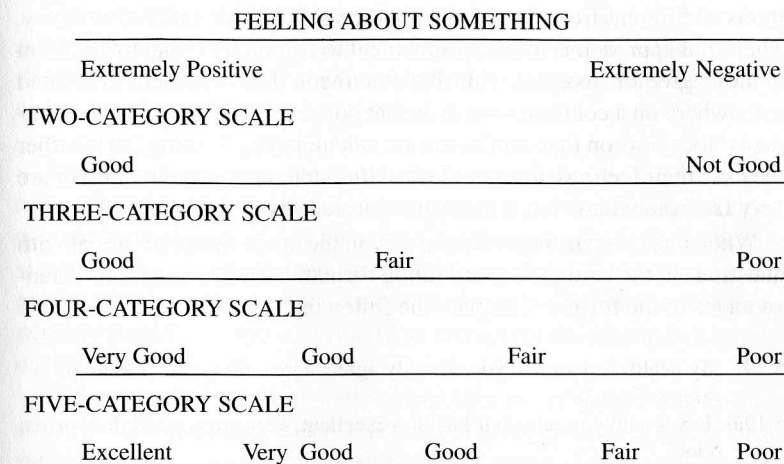 FEELING ABOUT SOMETHING
Extremely Positive Extremely Negative
TWO-CATEGORY SCALE
Good Not Good
THREE-CATEGORY SCALE
Good Fair Poor
FOUR-CATEGORY SCALE
Very Good Good Fair Poor
FIVE-CATEGORY SCALE
Excellent Very Good Good Fair Poor